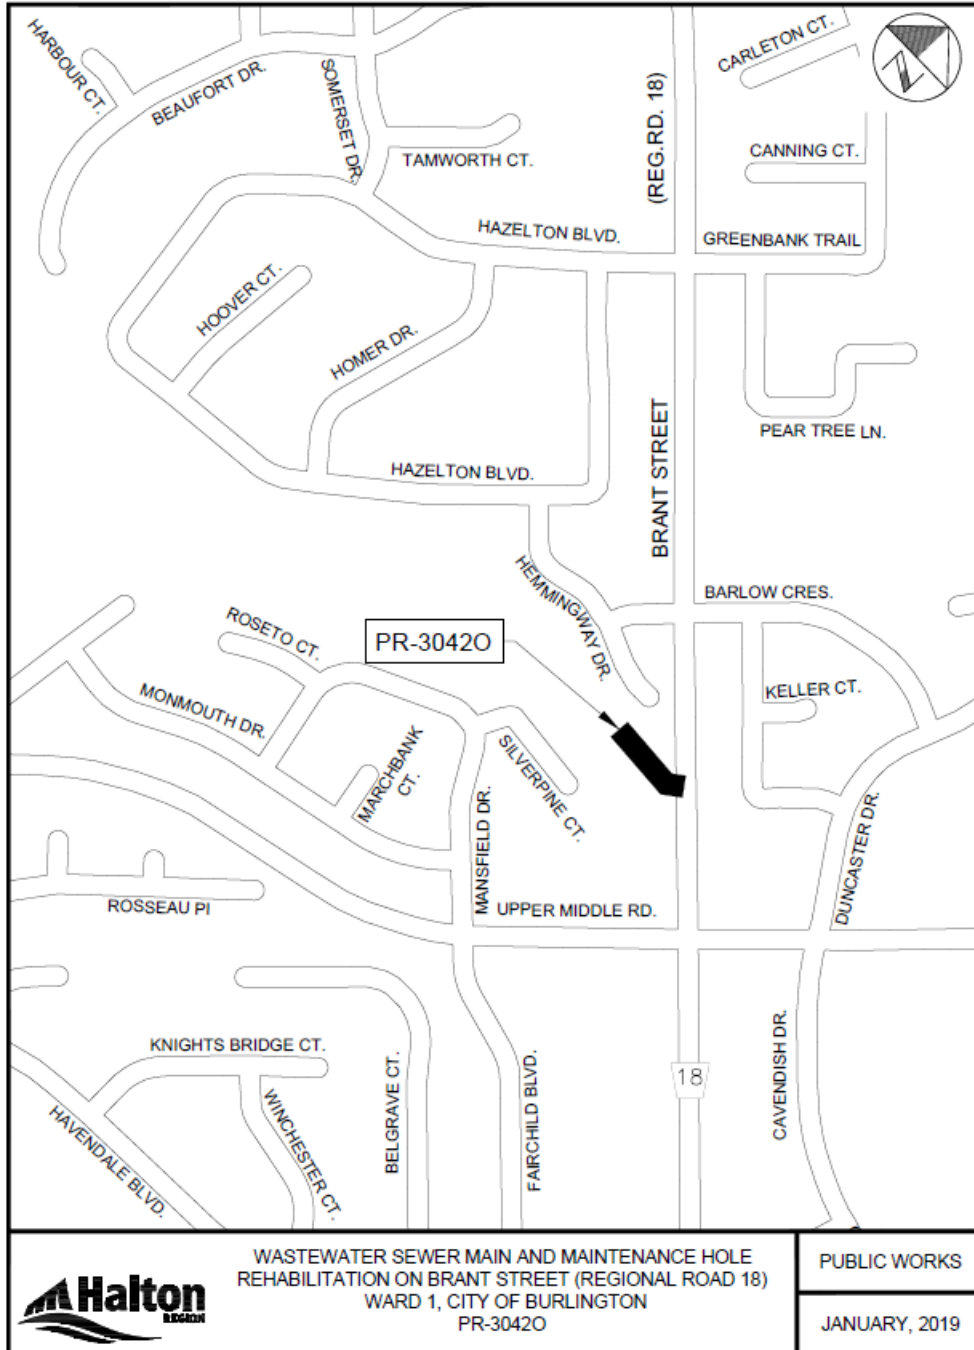 HARBOUR CT.
BEAUFORT DR.
SOMERSET DR.
TAMWORTH CT.
(REG.RD. 18)
CARLETON CT.
N
CANNING CT.
HAZELTON BLVD.
GREENBANK TRAIL
HOOVER CT.
HOMER DR.
BRANT STREET
PEAR TREE LN.
HAZELTON BLVD.
HEMMINGWAY DR.
BARLOW CRES.
ROSETO CT.
PR-3042O
KELLER CT.
MONMOUTH DR.
MARCHBANK
CT.
SILVERPINE CT.
MANSFIELD DR.
DUNCASTER DR.
ROSSEAU Pl
UPPER MIDDLE RD.
KNIGHTS BRIDGE CT.
18
HAVENDALE BLVD.
WINCHESTER CT.
BELGRAVE CT.
FAIRCHILD BLVD.
CAVENDISH DR.
Halton
REGION
WASTEWATER SEWER MAIN AND MAINTENANCE HOLE
REHABILITATION ON BRANT STREET (REGIONAL ROAD 18)
WARD 1, CITY OF BURLINGTON
PR-3042O
PUBLIC WORKS
JANUARY, 2019